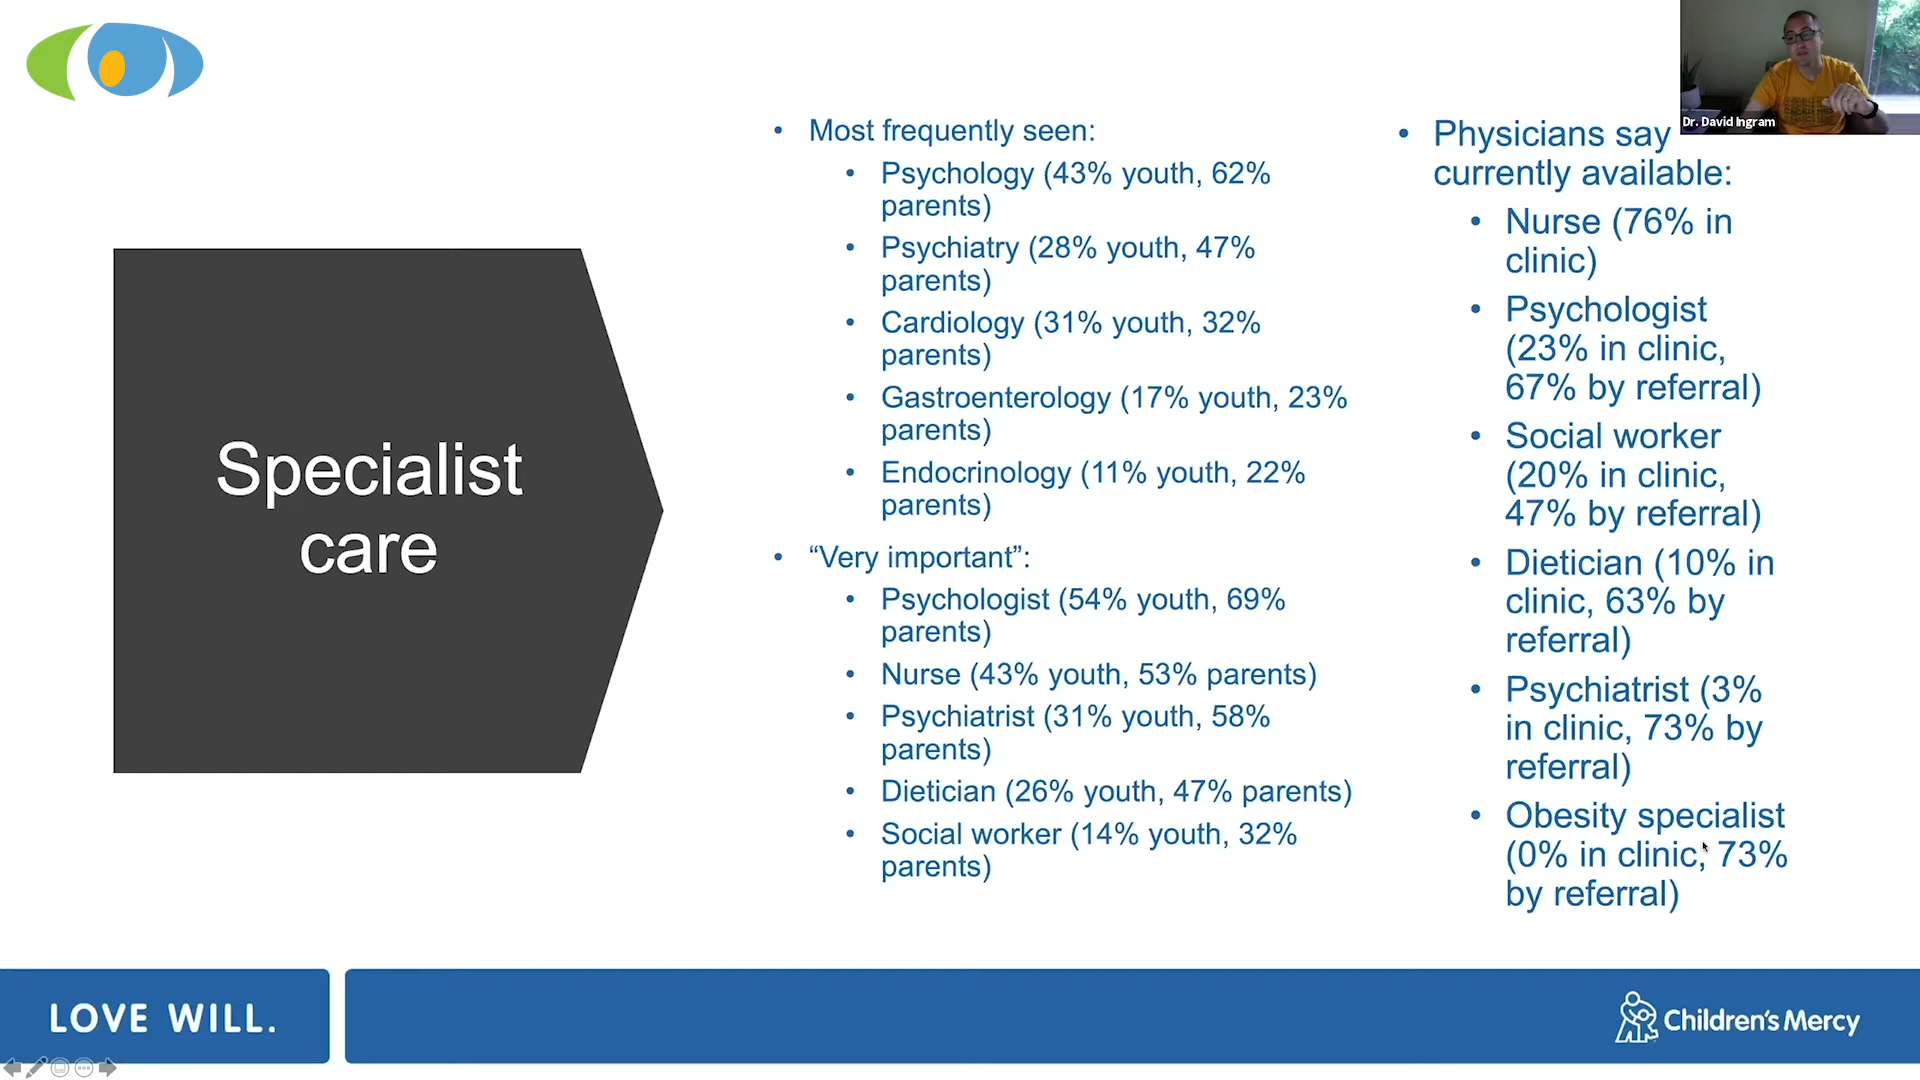 Specialist
care
• Most frequently seen:
• Psychology (43% youth, 62%
parents)
• Psychiatry (28% youth, 47%
parents)
• Cardiology (31% youth, 32%
parents)
• Gastroenterology (17% youth, 23%
parents)
• Endocrinology (11% youth, 22%
parents)
• “Very important”:
• Psychologist (54% youth, 69%
parents)
• Nurse (43% youth, 53% parents)
• Psychiatrist (31% youth, 58%
parents)
• Dietician (26% youth, 47% parents)
• Social worker (14% youth, 32%
parents)
• Physicians say
currently available:
• Nurse (76% in
clinic)
• Psychologist
(23% in clinic,
67% by referral)
• Social worker
(20% in clinic,
47% by referral)
• Dietician (10% in
clinic, 63% by
referral)
• Psychiatrist (3%
in clinic, 73% by
referral)
• Obesity specialist
(0% in clinic, 73%
by referral)
Dr. David Ingram
LOVE WILL.
Children's Mercy